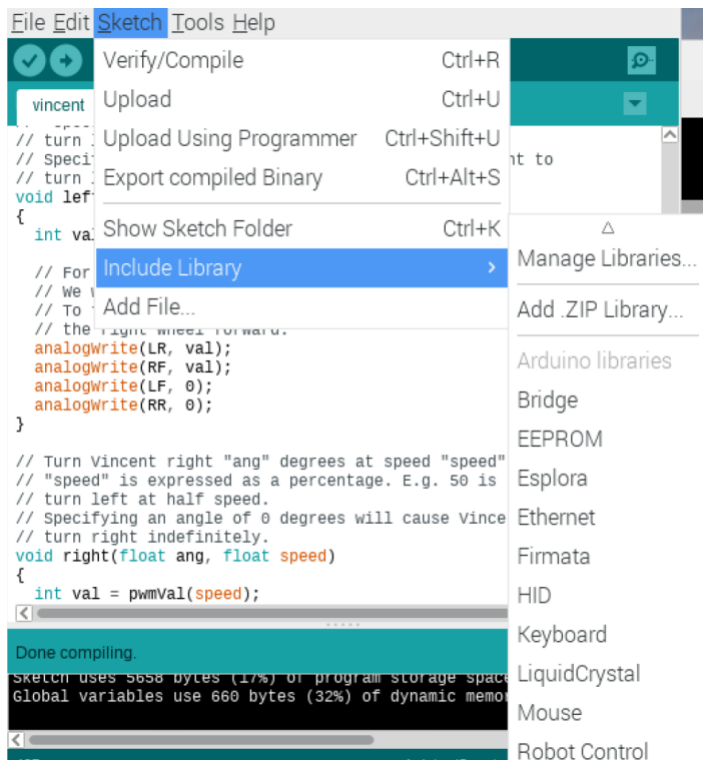 File Edit Sketch Tools Help
Verify/Compile Ctrl+R
Upload Ctrl+U
Upload Using Programmer Ctrl+Shift+U
Export compiled Binary Ctrl+Alt+S
Show Sketch Folder Ctrl+K
Include Library
Add File...
Manage Libraries...
Add .ZIP Library...
Arduino libraries
Bridge
EEPROM
Esplora
Ethernet
Firmata
HID
Keyboard
LiquidCrystal
Mouse
Robot Control
vincent
// turn
// Speci nt to
// turn
void lef
{
int val
// For
// We
// To
// the right wheel forward.
analogWrite(LR, val);
analogWrite(RF, val);
analogWrite(LF, 0);
analogWrite(RR, 0);
}
// Turn Vincent right "ang" degrees at speed "speed"
// "speed" is expressed as a percentage. E.g. 50 is
// turn left at half speed.
// Specifying an angle of 0 degrees will cause Vince
// turn right indefinitely.
void right(float ang, float speed)
{
int val = pwmVal(speed);
Done compiling.
Sketch uses 5658 bytes (17%) of program storage space
Global variables use 660 bytes (32%) of dynamic memor